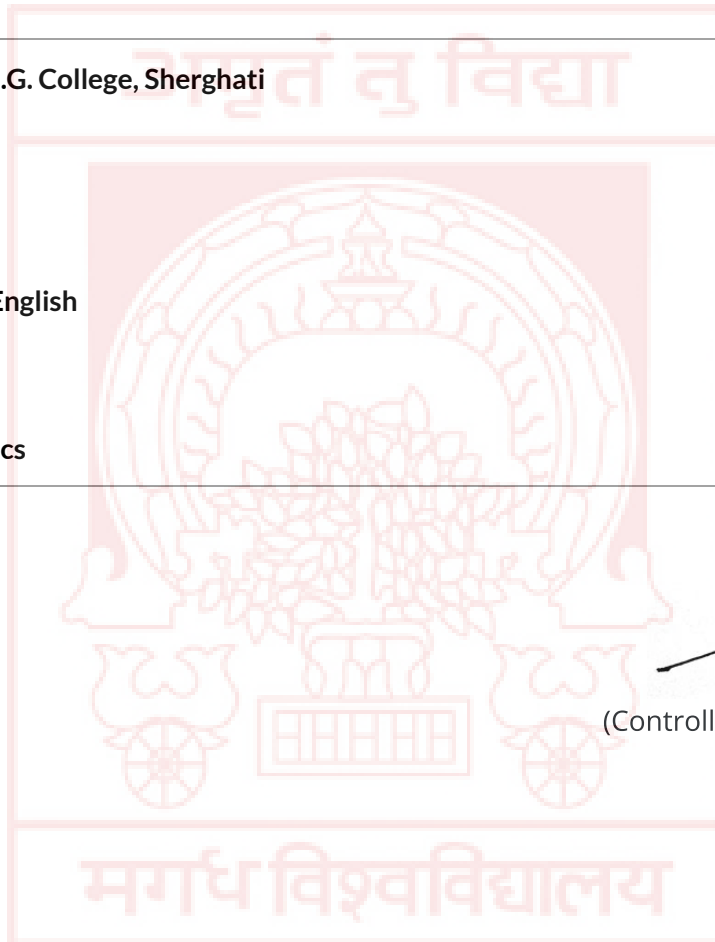 अमृतं तु विद्या
.G. College, Sherghati
English
cs
(Controll
मगध विश्वविद्यालय